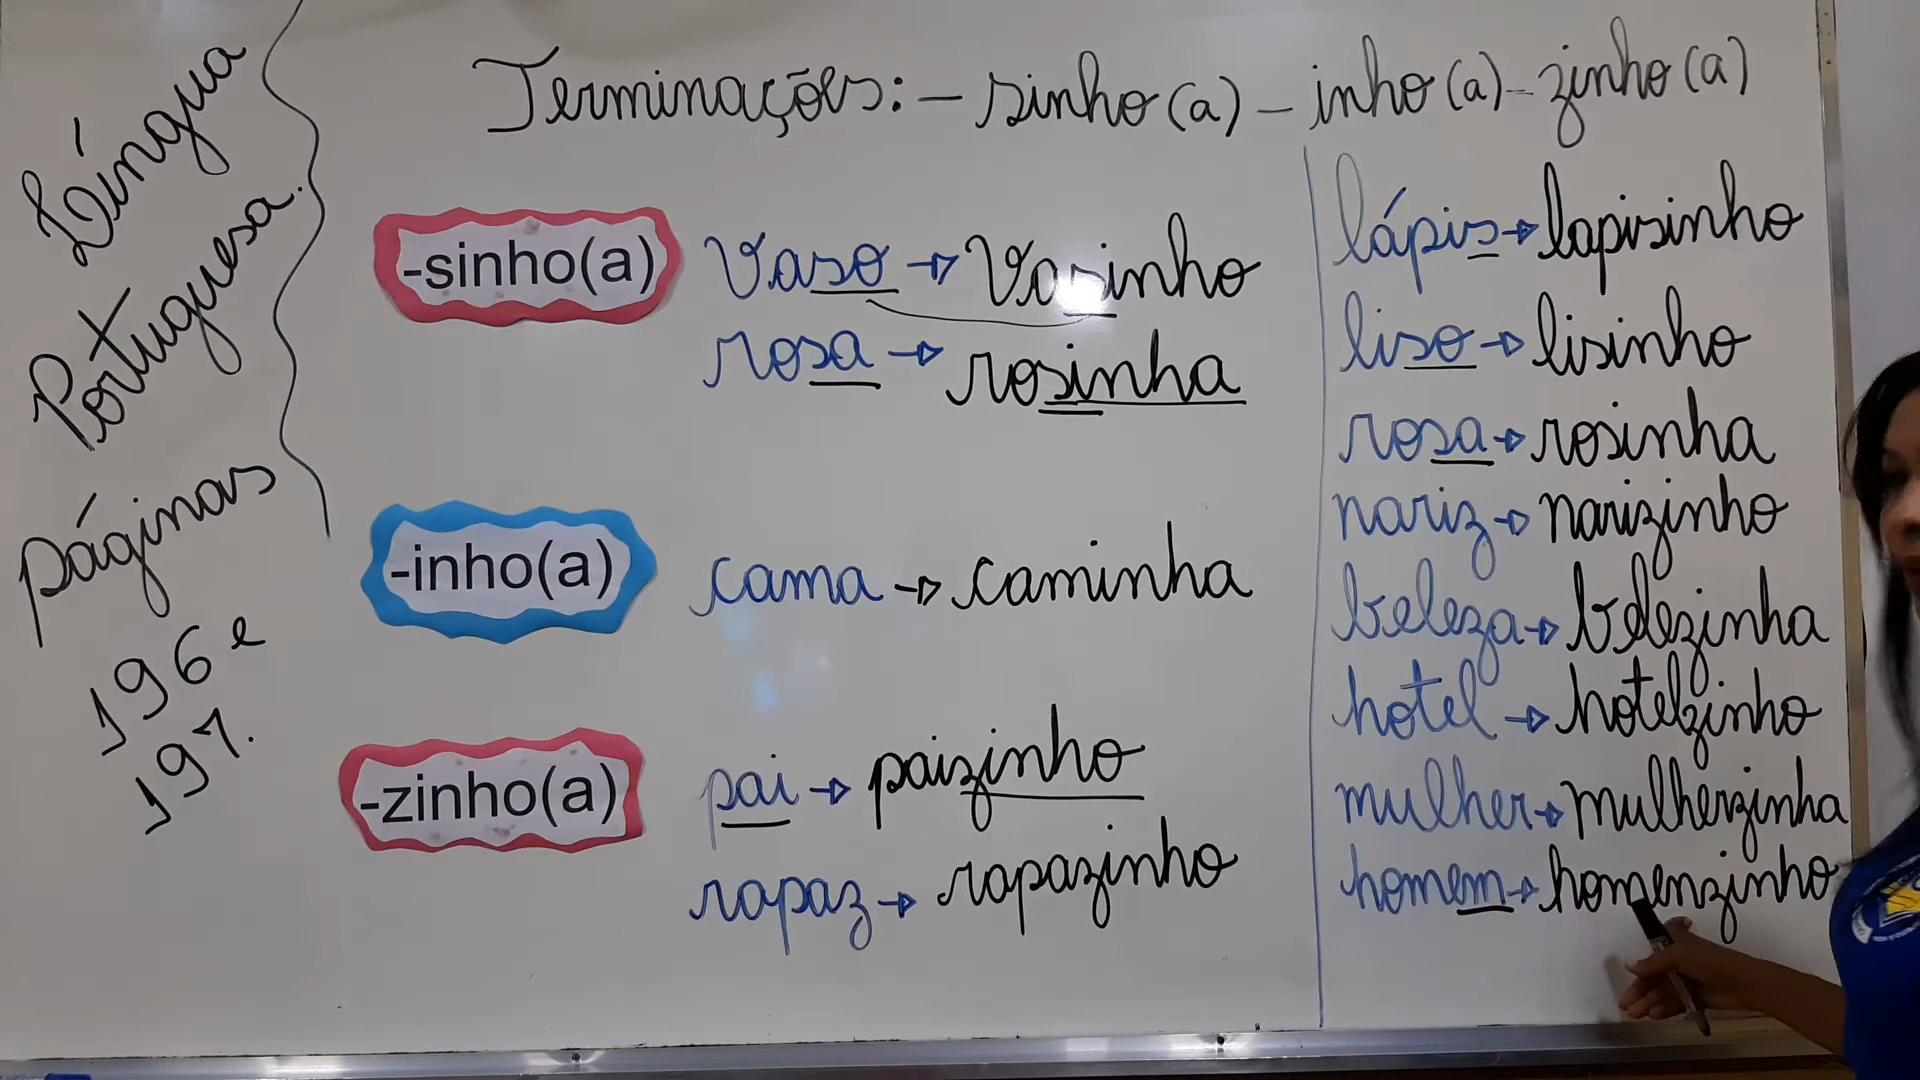 Língua
Portuguesa.
páginas
196 e
197.
Terminações: - sinho(a) - inho(a) - zinho(a)
-sinho(a)
vaso → vasinho
rosa → rosinha
-inho(a)
cama → caminha
-zinho(a)
pai → paizinho
rapaz → rapazinho
lápis → lapisinho
liso → lisinho
rosa → rosinha
nariz → narizinho
beleza → belezinha
hotel → hotelzinho
mulher → mulherzinha
homem → homenzinho